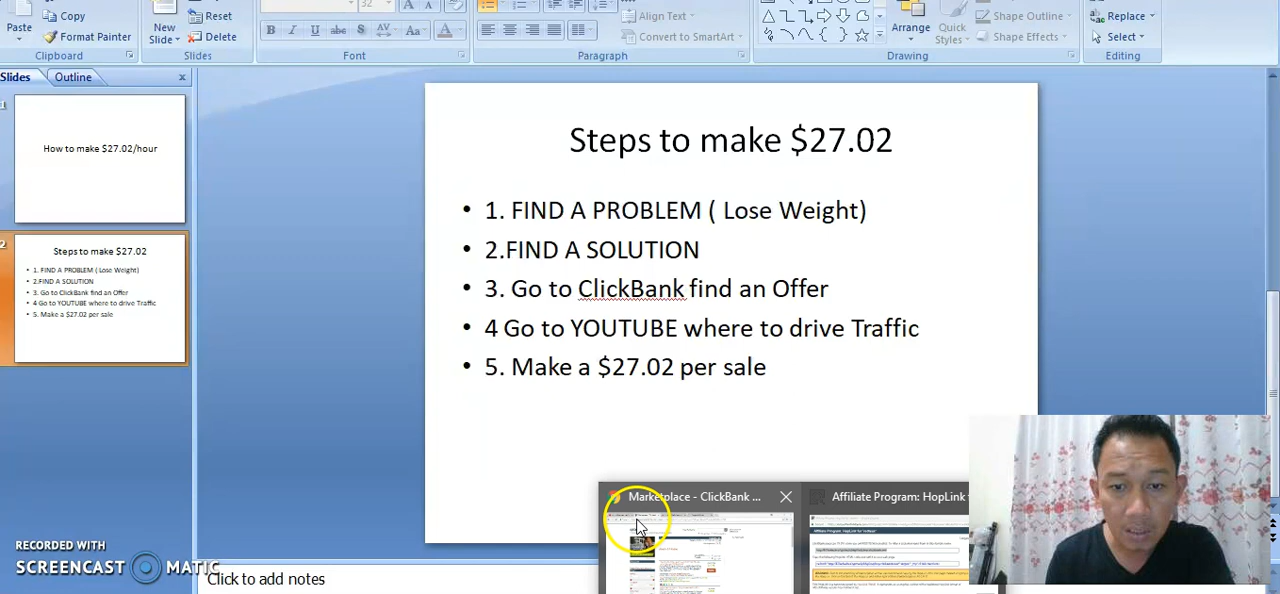 Copy
Reset
Align Text
Shape Outline
Replace
Paste
Format Painter
New
Slide
Delete
B I U abe S AV Aa A
Convert to SmartArt
Arrange
Quick
Styles
Shape Effects
Select
Clipboard
Slides
Font
Paragraph
Drawing
Editing
Slides
Outline
1
How to make $27.02/hour
2
Steps to make $27.02
• 1. FIND A PROBLEM ( Lose Weight)
• 2.FIND A SOLUTION
• 3. Go to ClickBank find an Offer
• 4 Go to YOUTUBE where to drive Traffic
• 5. Make a $27.02 per sale
Steps to make $27.02
• 1. FIND A PROBLEM ( Lose Weight)
• 2.FIND A SOLUTION
• 3. Go to ClickBank find an Offer
• 4 Go to YOUTUBE where to drive Traffic
• 5. Make a $27.02 per sale
Marketplace - ClickBank ...
Affiliate Program: HopLink
RECORDED WITH
SCREENCAST MATIC
Click to add notes